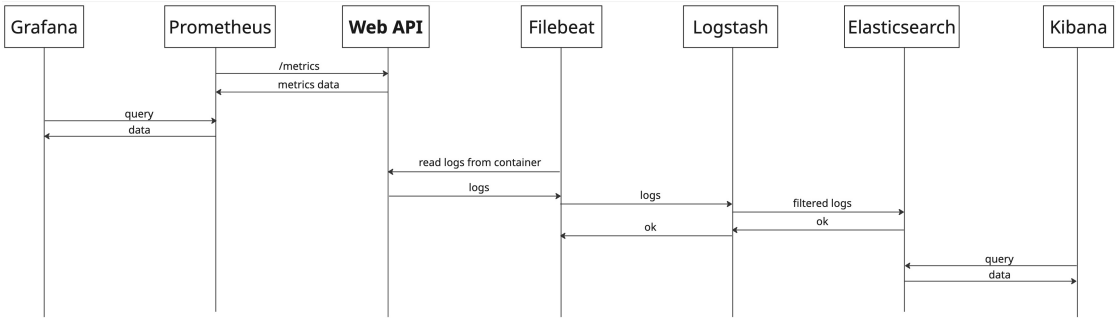 Grafana
Prometheus
Web API
Filebeat
Logstash
Elasticsearch
Kibana
/metrics
metrics data
query
data
read logs from container
logs
logs
filtered logs
ok
ok
query
data